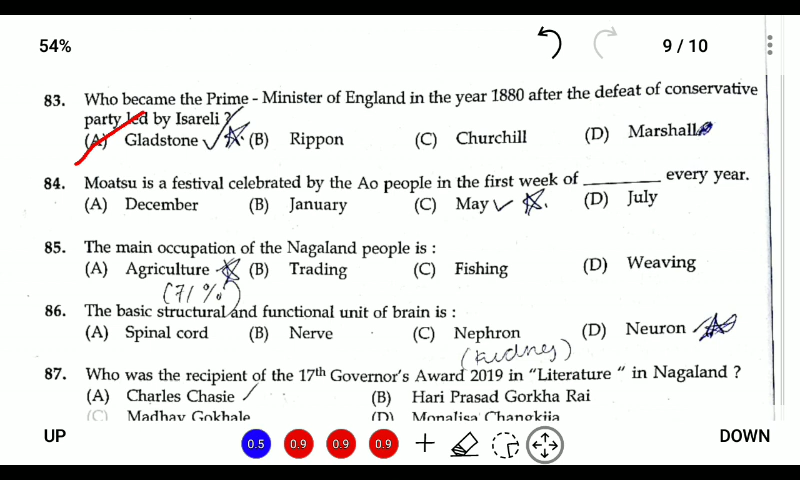 54%
9 / 10
83. Who became the Prime - Minister of England in the year 1880 after the defeat of conservative
party led by Isareli ?
(A) Gladstone (B) Rippon (C) Churchill (D) Marshall
84. Moatsu is a festival celebrated by the Ao people in the first week of ________ every year.
(A) December (B) January (C) May (D) July
85. The main occupation of the Nagaland people is :
(A) Agriculture (B) Trading (C) Fishing (D) Weaving
(71%)
86. The basic structural and functional unit of brain is :
(A) Spinal cord (B) Nerve (C) Nephron (D) Neuron
(Kidney)
87. Who was the recipient of the 17th Governor's Award 2019 in "Literature " in Nagaland ?
(A) Charles Chasie (B) Hari Prasad Gorkha Rai
(C) Madhav Gokhale (D) Monalisa Changkija
UP 0.5 0.9 0.9 0.9 DOWN